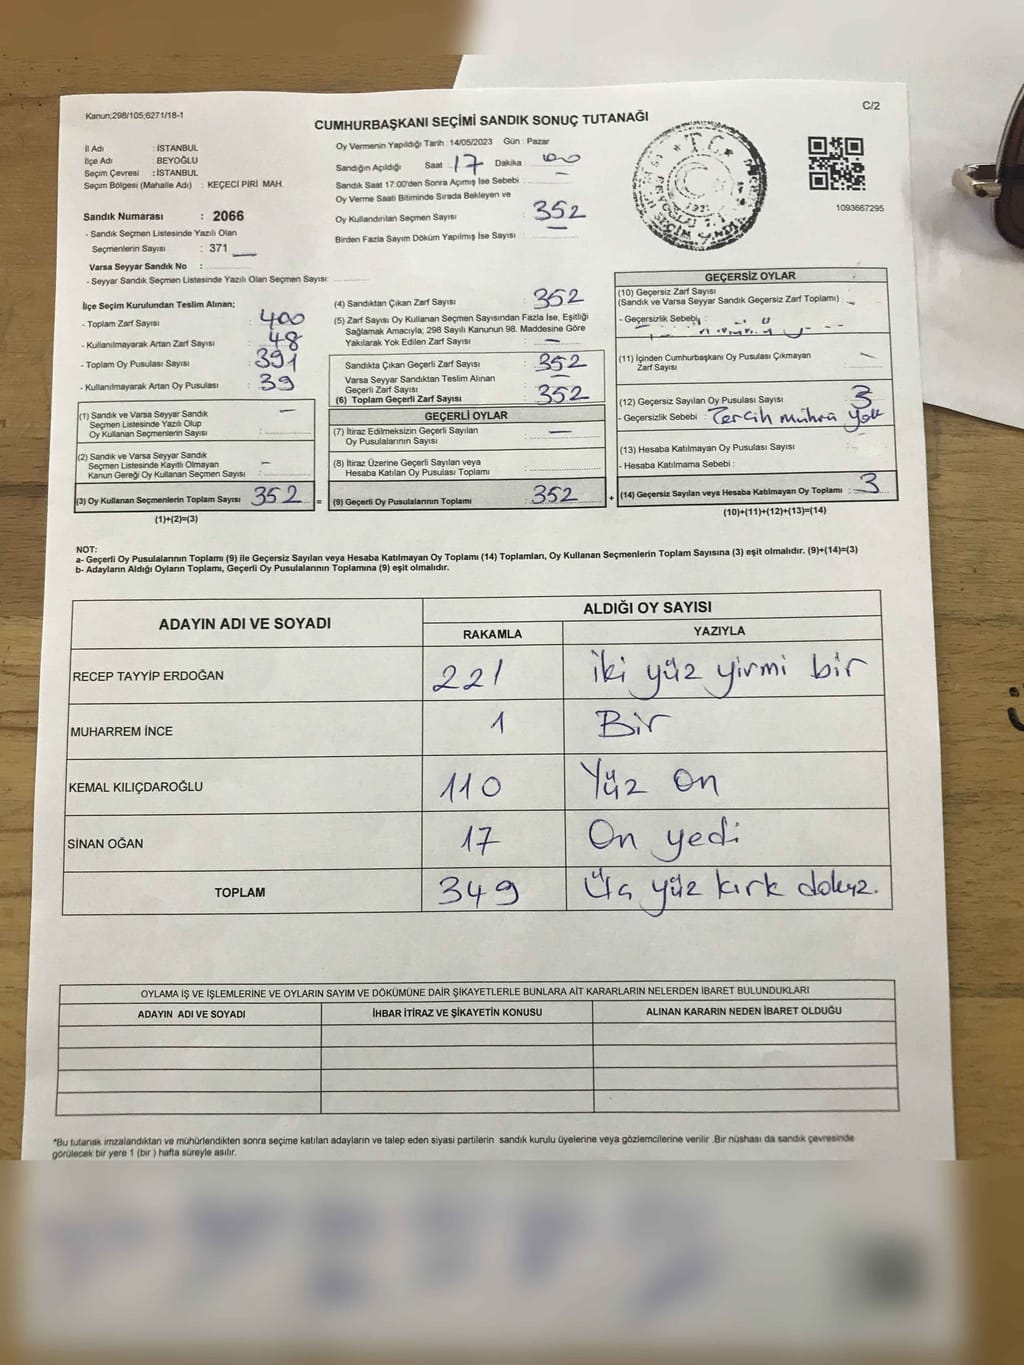 Kanun;298/105;6271/18-1
C/2
CUMHURBAŞKANI SEÇİMİ SANDIK SONUÇ TUTANAĞI
İl Adı : İSTANBUL
İlçe Adı : BEYOĞLU
Seçim Çevresi : İSTANBUL
Seçim Bölgesi (Mahalle Adı) : KEÇECİ PİRİ MAH.
Sandık Numarası : 2066
- Sandık Seçmen Listesinde Yazılı Olan
Seçmenlerin Sayısı : 371
Varsa Seyyar Sandık No :
- Seyyar Sandık Seçmen Listesinde Yazılı Olan Seçmen Sayısı:
Oy Vermenin Yapıldığı Tarih :14/05/2023 Gün : Pazar
Sandığın Açıldığı Saat 17 Dakika 00
Sandık Saat 17:00'den Sonra Açımış İse Sebebi :
Oy Verme Saati Bitiminde Sırada Bekleyen ve
Oy Kullandırılan Seçmen Sayısı : 352
Birden Fazla Sayım Döküm Yapılmış İse Sayısı :
T.C.
1093667295
İlçe Seçim Kurulundan Teslim Alınan;
- Toplam Zarf Sayısı : 400
- Kullanılmayarak Artan Zarf Sayısı : 48
- Toplam Oy Pusulası Sayısı : 391
- Kullanılmayarak Artan Oy Pusulası : 39
(1) Sandık ve Varsa Seyyar Sandık
Seçmen Listesinde Yazılı Olup
Oy Kullanan Seçmenlerin Sayısı : —
(2) Sandık ve Varsa Seyyar Sandık
Seçmen Listesinde Kayıtlı Olmayan
Kanun Gereği Oy Kullanan Seçmen Sayısı : —
(3) Oy Kullanan Seçmenlerin Toplam Sayısı 352 =
(1)+(2)=(3)
(4) Sandıktan Çıkan Zarf Sayısı : 352
(5) Zarf Sayısı Oy Kullanan Seçmen Sayısından Fazla İse, Eşitliği
Sağlamak Amacıyla; 298 Sayılı Kanunun 98. Maddesine Göre
Yakılarak Yok Edilen Zarf Sayısı : —
Sandıkta Çıkan Geçerli Zarf Sayısı : 352
Varsa Seyyar Sandıktan Teslim Alınan
Geçerli Zarf Sayısı : —
(6) Toplam Geçerli Zarf Sayısı : 352
GEÇERLİ OYLAR
(7) İtiraz Edilmeksizin Geçerli Sayılan
Oy Pusulalarının Sayısı : —
(8) İtiraz Üzerine Geçerli Sayılan veya
Hesaba Katılan Oy Pusulası Toplamı :
(9) Geçerli Oy Pusulalarının Toplamı : 352 +
GEÇERSİZ OYLAR
(10) Geçersiz Zarf Sayısı
(Sandık ve Varsa Seyyar Sandık Geçersiz Zarf Toplamı) :
- Geçersizlik Sebebi :
(11) İçinden Cumhurbaşkanı Oy Pusulası Çıkmayan
Zarf Sayısı : —
(12) Geçersiz Sayılan Oy Pusulası Sayısı : 3
- Geçersizlik Sebebi : Tercih mührü yok
(13) Hesaba Katılmayan Oy Pusulası Sayısı :
- Hesaba Katılmama Sebebi :
(14) Geçersiz Sayılan veya Hesaba Katılmayan Oy Toplamı : 3
(10)+(11)+(12)+(13)=(14)
NOT:
a- Geçerli Oy Pusulalarının Toplamı (9) ile Geçersiz Sayılan veya Hesaba Katılmayan Oy Toplamı (14) Toplamları, Oy Kullanan Seçmenlerin Toplam Sayısına (3) eşit olmalıdır. (9)+(14)=(3)
b- Adayların Aldığı Oyların Toplamı, Geçerli Oy Pusulalarının Toplamına (9) eşit olmalıdır.
ADAYIN ADI VE SOYADI ALDIĞI OY SAYISI
RAKAMLA YAZIYLA
RECEP TAYYİP ERDOĞAN 221 iki yüz yirmi bir
MUHARREM İNCE 1 Bir
KEMAL KILIÇDAROĞLU 110 Yüz on
SİNAN OĞAN 17 On yedi
TOPLAM 349 Üç yüz kırk dokuz.
OYLAMA İŞ VE İŞLEMLERİNE VE OYLARIN SAYIM VE DÖKÜMÜNE DAİR ŞİKAYETLERLE BUNLARA AİT KARARLARIN NELERDEN İBARET BULUNDUKLARI
ADAYIN ADI VE SOYADI İHBAR İTİRAZ VE ŞİKAYETİN KONUSU ALINAN KARARIN NEDEN İBARET OLDUĞU
*Bu tutanak imzalandıktan ve mühürlendikten sonra seçime katılan adayların ve talep eden siyasi partilerin sandık kurulu üyelerine veya gözlemcilerine verilir .Bir nüshası da sandık çevresinde
görülecek bir yere 1 (bir ) hafta süreyle asılır.